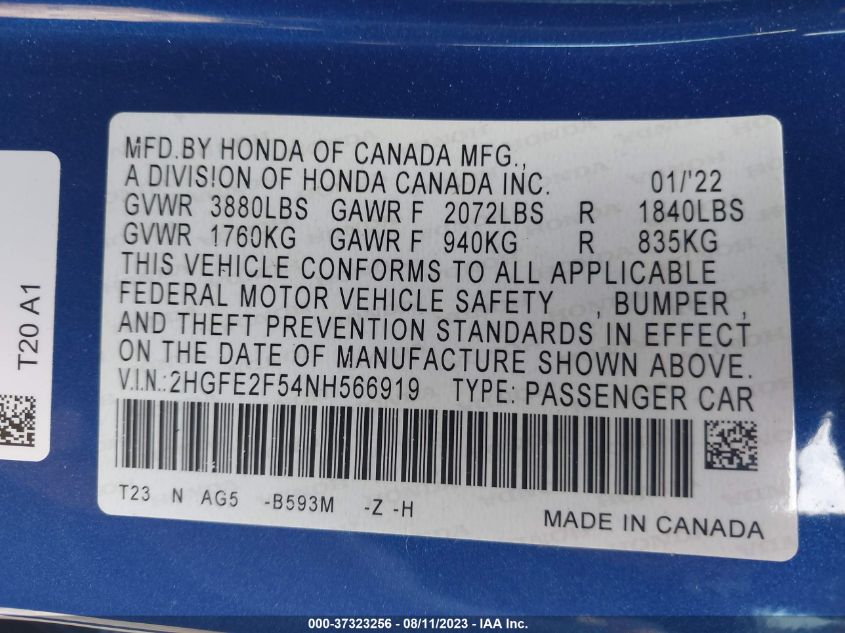 MFD.BY HONDA OF CANADA MFG.,
A DIVISION OF HONDA CANADA INC. 01/'22
GVWR 3880LBS GAWR F 2072LBS R 1840LBS
GVWR 1760KG GAWR F 940KG R 835KG
THIS VEHICLE CONFORMS TO ALL APPLICABLE
FEDERAL MOTOR VEHICLE SAFETY , BUMPER ,
AND THEFT PREVENTION STANDARDS IN EFFECT
ON THE DATE OF MANUFACTURE SHOWN ABOVE.
V.I.N.:2HGFE2F54NH566919 TYPE: PASSENGER CAR
T23 N AG5 -B593M -Z -H
MADE IN CANADA
T20 A1
000-37323256 - 08/11/2023 - IAA Inc.